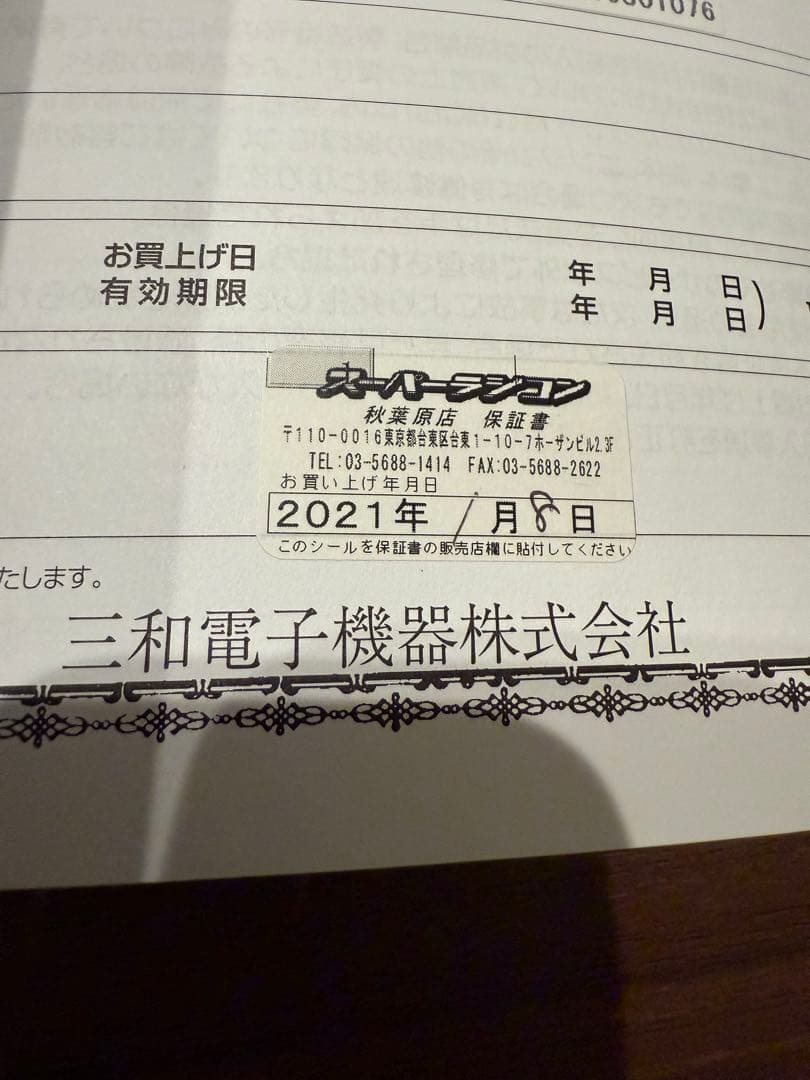 お買上げ日 年 月 日
有効期限 年 月 日
スーパーラジコン
秋葉原店 保証書
〒110-0016東京都台東区台東1-10-7ホーザンビル2.3F
TEL:03-5688-1414 FAX:03-5688-2622
お買い上げ年月日
2021年 1月8日
このシールを保証書の販売店欄に貼付してください
たします。
三和電子機器株式会社